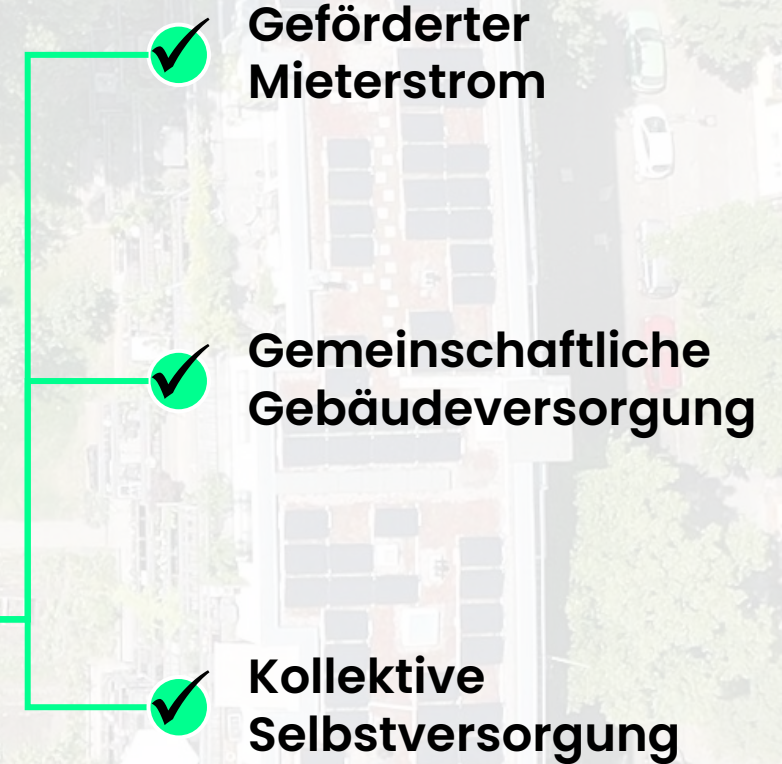 Geförderter
Mieterstrom
Gemeinschaftliche
Gebäudeversorgung
Kollektive
Selbstversorgung